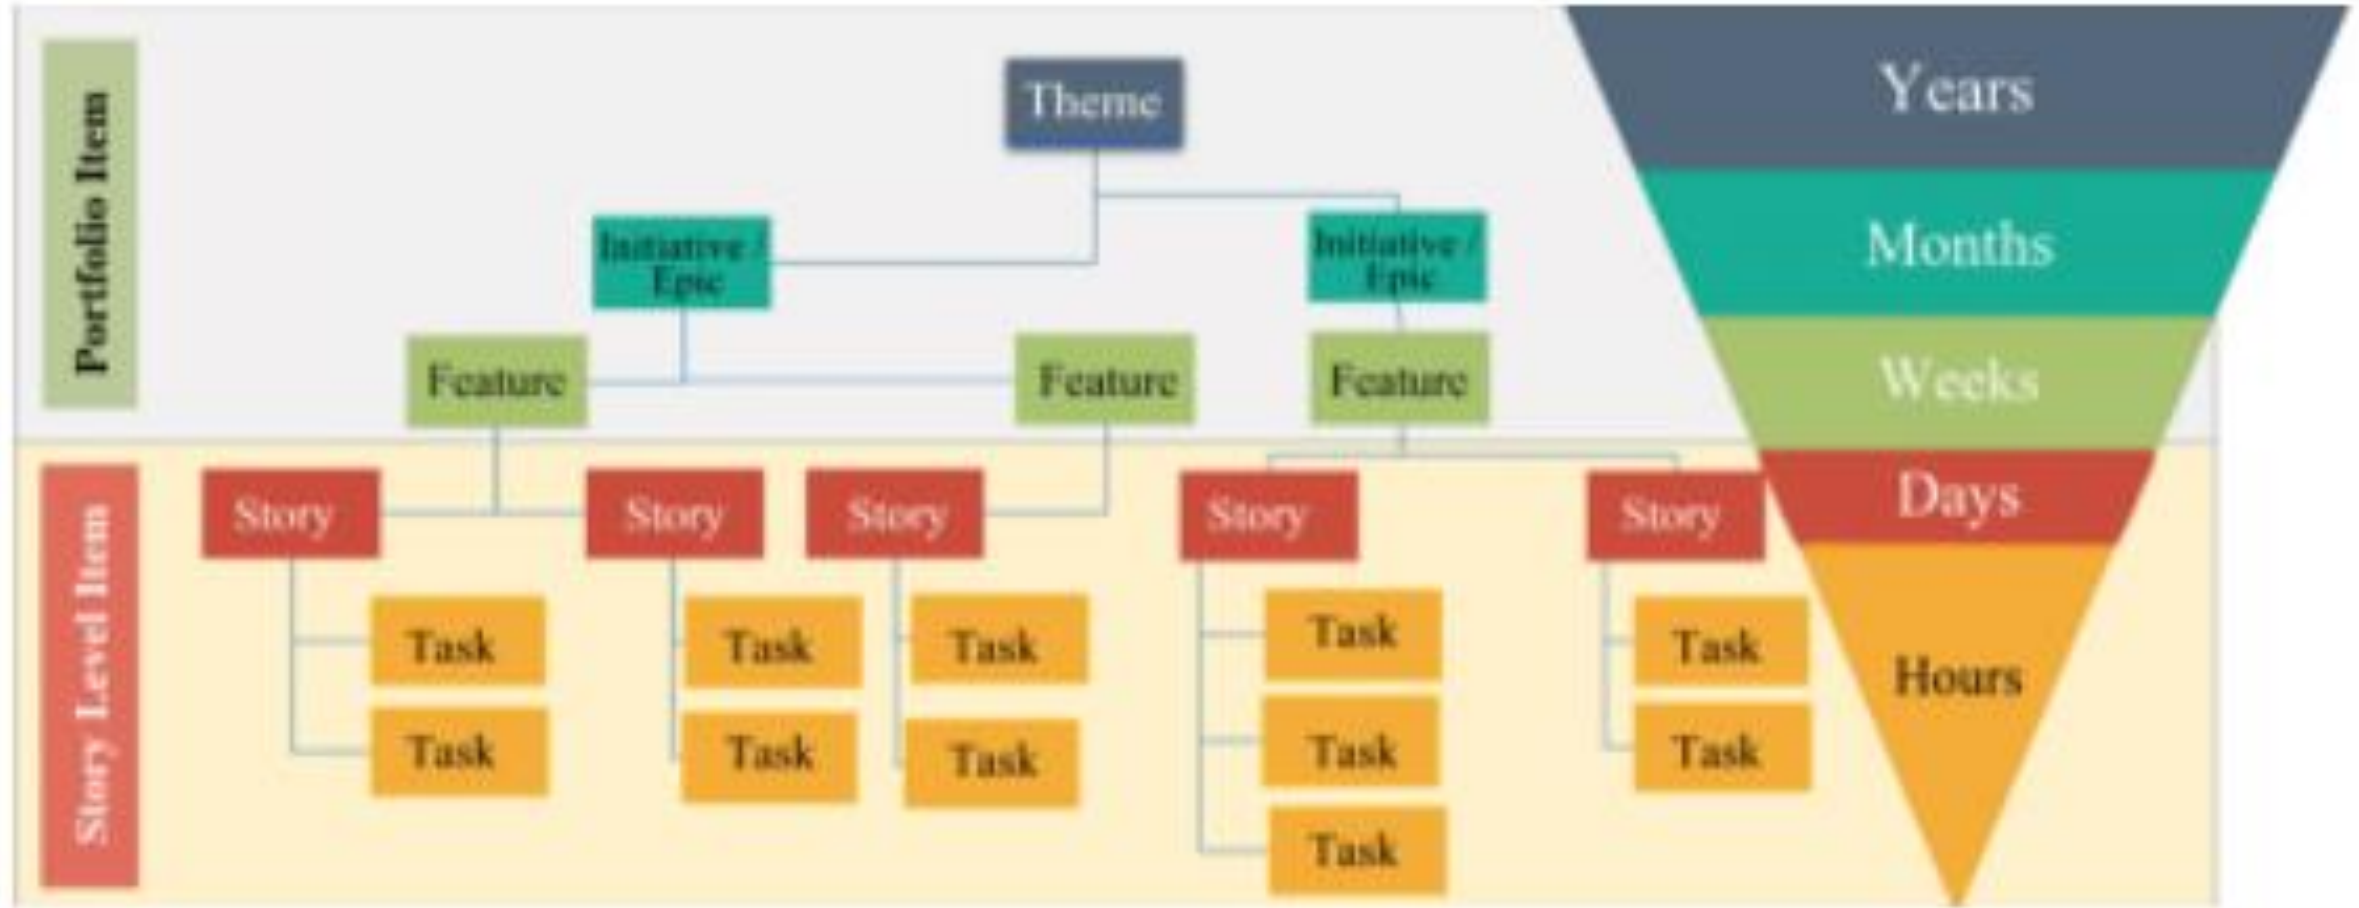 Portfolio Item
Theme
Years
Initiative /
Epic
Initiative /
Epic
Months
Feature
Feature
Feature
Weeks
Story Level Item
Story
Story
Story
Story
Story
Days
Task
Task
Task
Task
Task
Hours
Task
Task
Task
Task
Task
Task